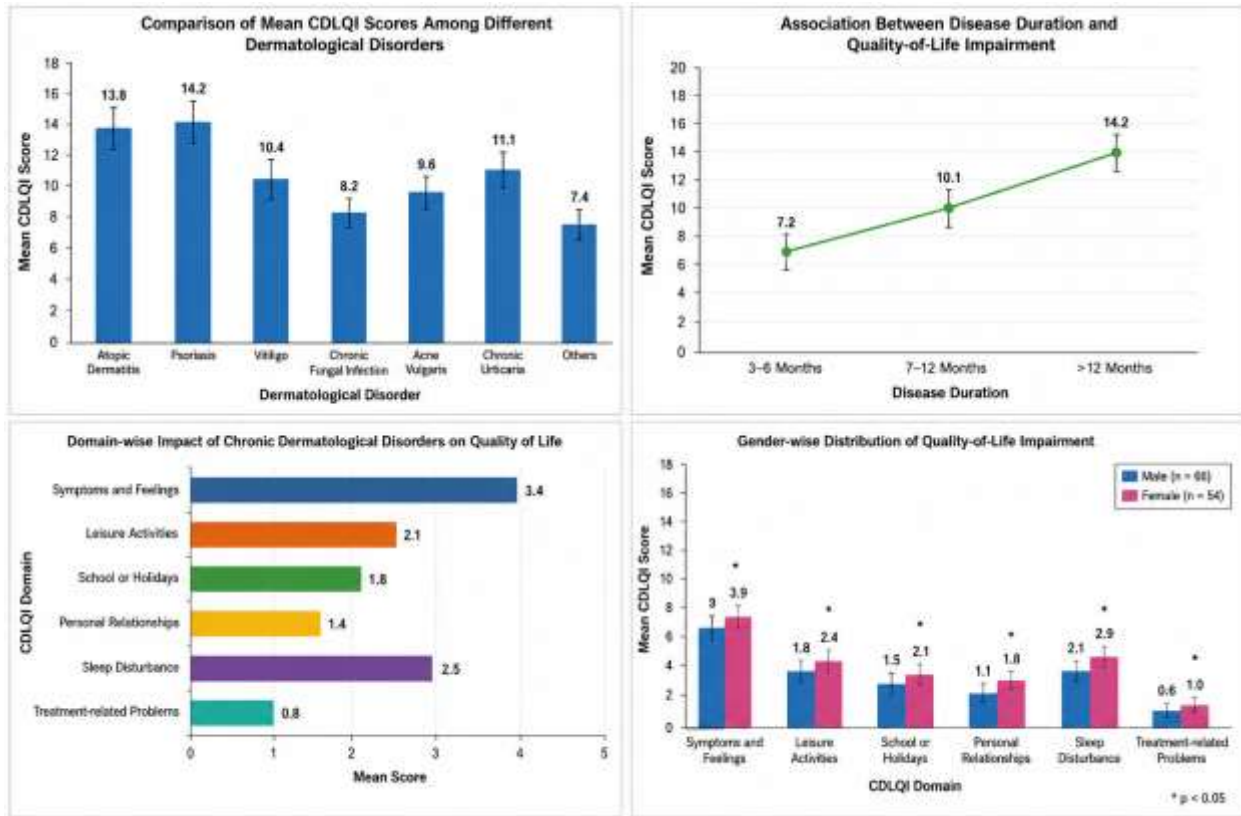 Comparison of Mean CDLQI Scores Among Different
Dermatological Disorders
Mean CDLQI Score
18
16
14
12
10
8
6
4
2
0
13.8
14.2
10.4
8.2
9.6
11.1
7.4
Atopic Dermatitis
Psoriasis
Vitiligo
Chronic Fungal Infection
Acne Vulgaris
Chronic Urticaria
Others
Dermatological Disorder
Association Between Disease Duration and
Quality-of-Life Impairment
Mean CDLQI Score
20
18
16
14
12
10
8
6
4
2
0
7.2
10.1
14.2
3–6 Months
7–12 Months
>12 Months
Disease Duration
Domain-wise Impact of Chronic Dermatological Disorders on Quality of Life
CDLQI Domain
Symptoms and Feelings
3.4
Leisure Activities
2.1
School or Holidays
1.8
Personal Relationships
1.4
Sleep Disturbance
2.5
Treatment-related Problems
0.8
0 1 2 3 4 5
Mean Score
Gender-wise Distribution of Quality-of-Life Impairment
Male (n = 66)
Female (n = 54)
Mean CDLQI Score
18
16
14
12
8
8
6
4
2
0
3
*
3.9
1.8
*
2.4
1.5
*
2.1
1.1
*
1.8
2.1
*
2.9
0.6
*
1.0
Symptoms and
Feelings
Leisure
Activities
School or
Holidays
Personal
Relationships
Sleep
Disturbance
Treatment-related
Problems
CDLQI Domain
* p < 0.05